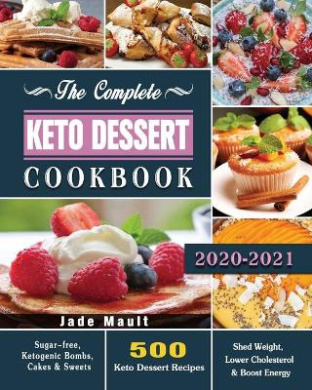 The Complete
KETO DESSERT
COOKBOOK
2020-2021
Jade Mault
Sugar-free,
Ketogenic Bombs,
Cakes & Sweets
500
Keto Dessert Recipes
Shed Weight,
Lower Cholesterol
& Boost Energy